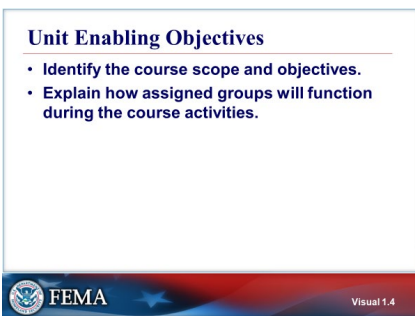 Unit Enabling Objectives
• Identify the course scope and objectives.
• Explain how assigned groups will function
during the course activities.
FEMA
Visual 1.4